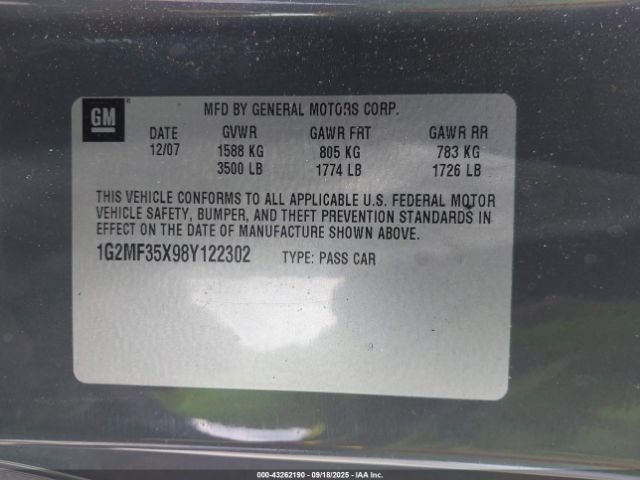 GM
MFD BY GENERAL MOTORS CORP.
DATE GVWR GAWR FRT GAWR RR
12/07 1588 KG 805 KG 783 KG
3500 LB 1774 LB 1726 LB
THIS VEHICLE CONFORMS TO ALL APPLICABLE U.S. FEDERAL MOTOR
VEHICLE SAFETY, BUMPER, AND THEFT PREVENTION STANDARDS IN
EFFECT ON THE DATE OF MANUFACTURE SHOWN ABOVE.
1G2MF35X98Y122302 TYPE: PASS CAR
000-43262190 - 09/18/2025 - IAA Inc.